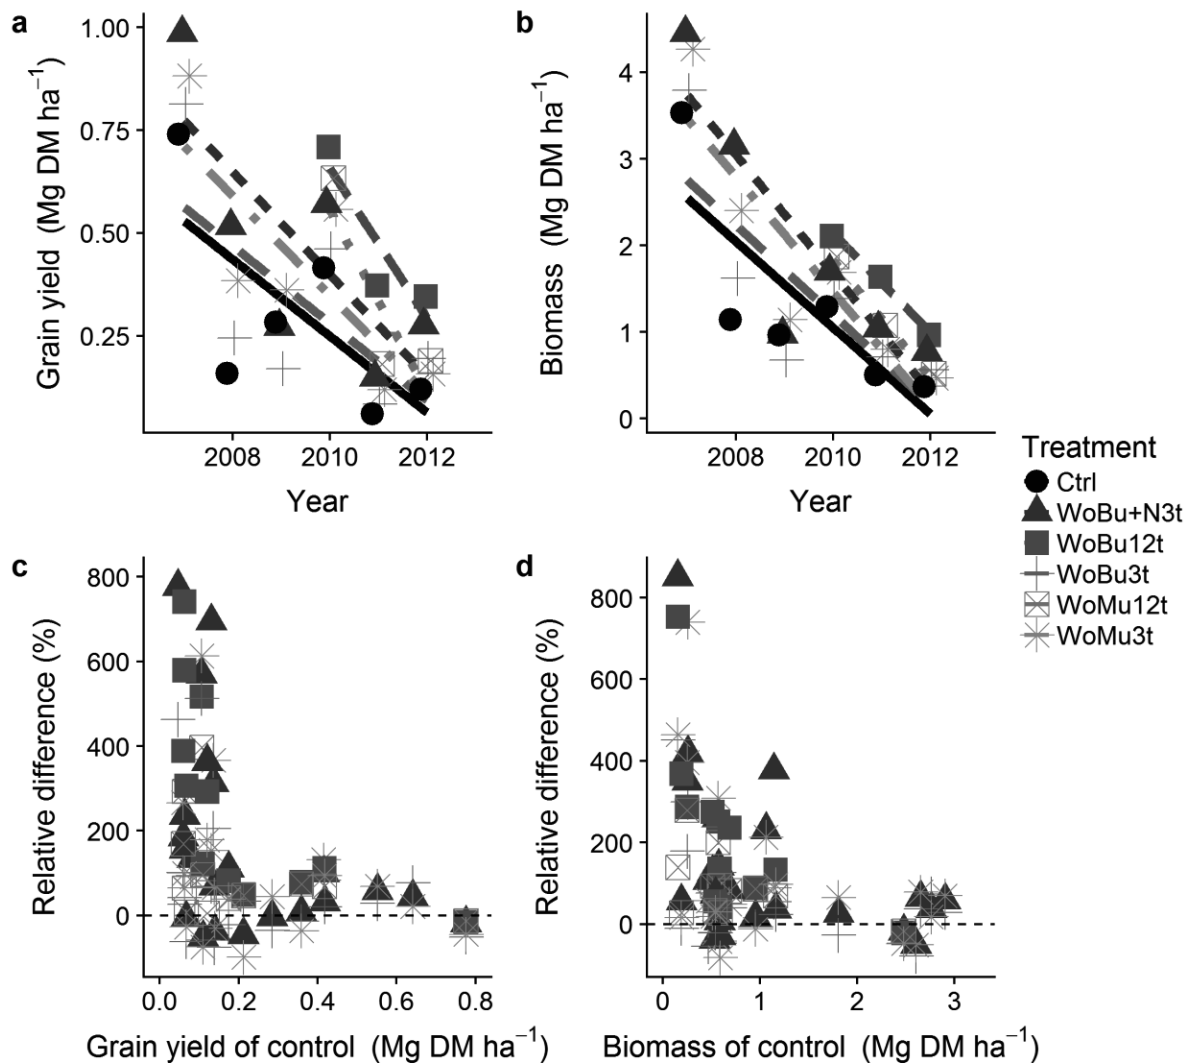 a
Grain yield (Mg DM ha⁻¹)
1.00
0.75
0.50
0.25
2008 2010 2012
Year
b
Biomass (Mg DM ha⁻¹)
4
3
2
1
0
2008 2010 2012
Year
Treatment
Ctrl
WoBu+N3t
WoBu12t
WoBu3t
WoMu12t
WoMu3t
c
Relative difference (%)
800
600
400
200
0
0.0 0.2 0.4 0.6 0.8
Grain yield of control (Mg DM ha⁻¹)
d
Relative difference (%)
800
600
400
200
0
0 1 2 3
Biomass of control (Mg DM ha⁻¹)